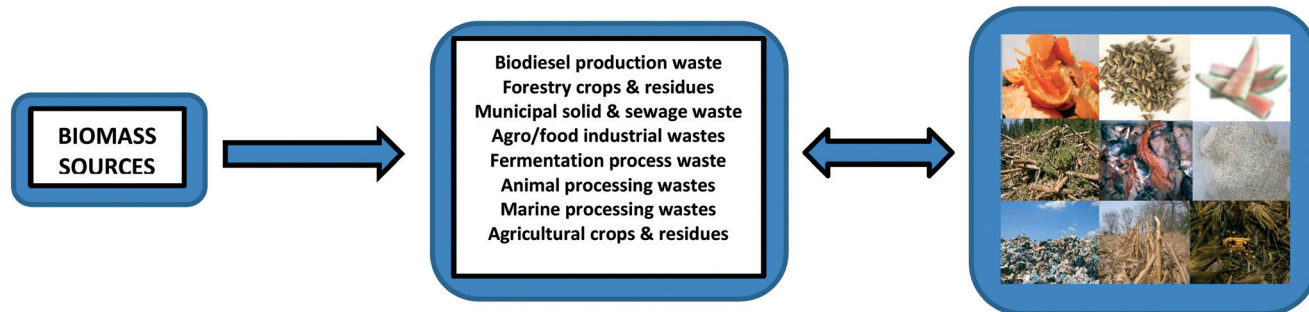 BIOMASS
SOURCES
Biodiesel production waste
Forestry crops & residues
Municipal solid & sewage waste
Agro/food industrial wastes
Fermentation process waste
Animal processing wastes
Marine processing wastes
Agricultural crops & residues